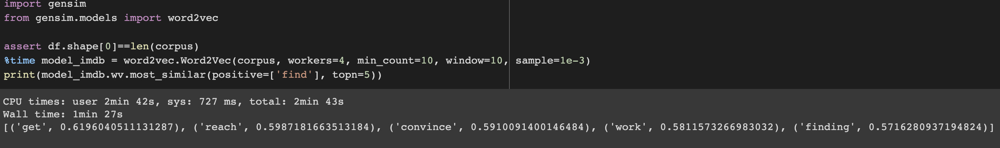 import gensim
from gensim.models import word2vec
assert df.shape[0]==len(corpus)
%time model_imdb = word2vec.Word2Vec(corpus, workers=4, min_count=10, window=10, sample=1e-3)
print(model_imdb.wv.most_similar(positive=['find'], topn=5))
CPU times: user 2min 42s, sys: 727 ms, total: 2min 43s
Wall time: 1min 27s
[('get', 0.6196040511131287), ('reach', 0.5987181663513184), ('convince', 0.5910091400146484), ('work', 0.5811573266983032), ('finding', 0.5716280937194824)]